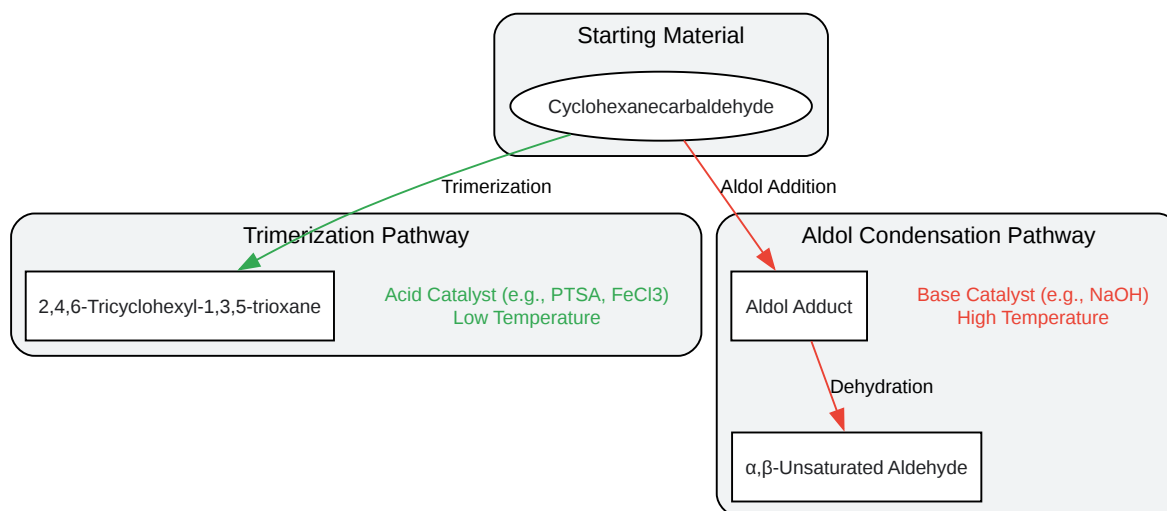 Starting Material
Cyclohexanecarbaldehyde
Trimerization
Aldol Addition
Trimerization Pathway
2,4,6-Tricyclohexyl-1,3,5-trioxane
Acid Catalyst (e.g., PTSA, FeCl3)
Low Temperature
Aldol Condensation Pathway
Aldol Adduct
Base Catalyst (e.g., NaOH)
High Temperature
Dehydration
α,β-Unsaturated Aldehyde